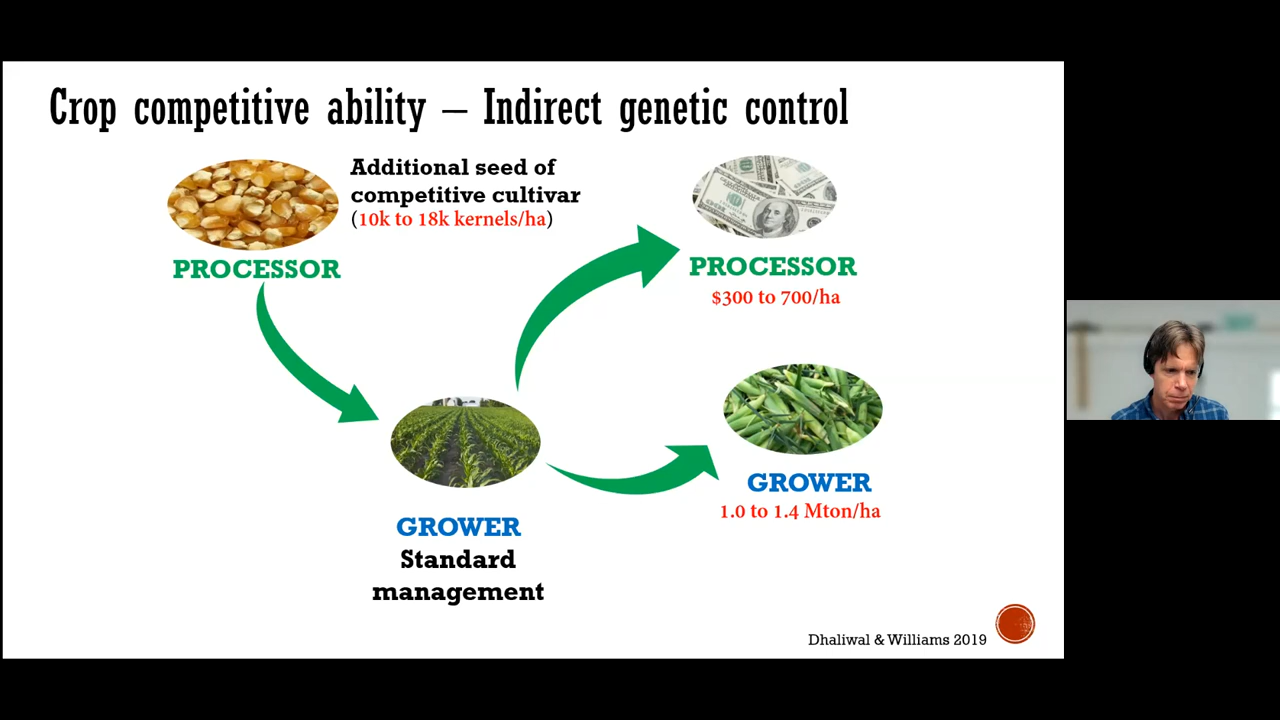 Crop competitive ability – Indirect genetic control
Additional seed of
competitive cultivar
(10k to 18k kernels/ha)
PROCESSOR
PROCESSOR
$300 to 700/ha
GROWER
1.0 to 1.4 Mton/ha
GROWER
Standard
management
Dhaliwal & Williams 2019